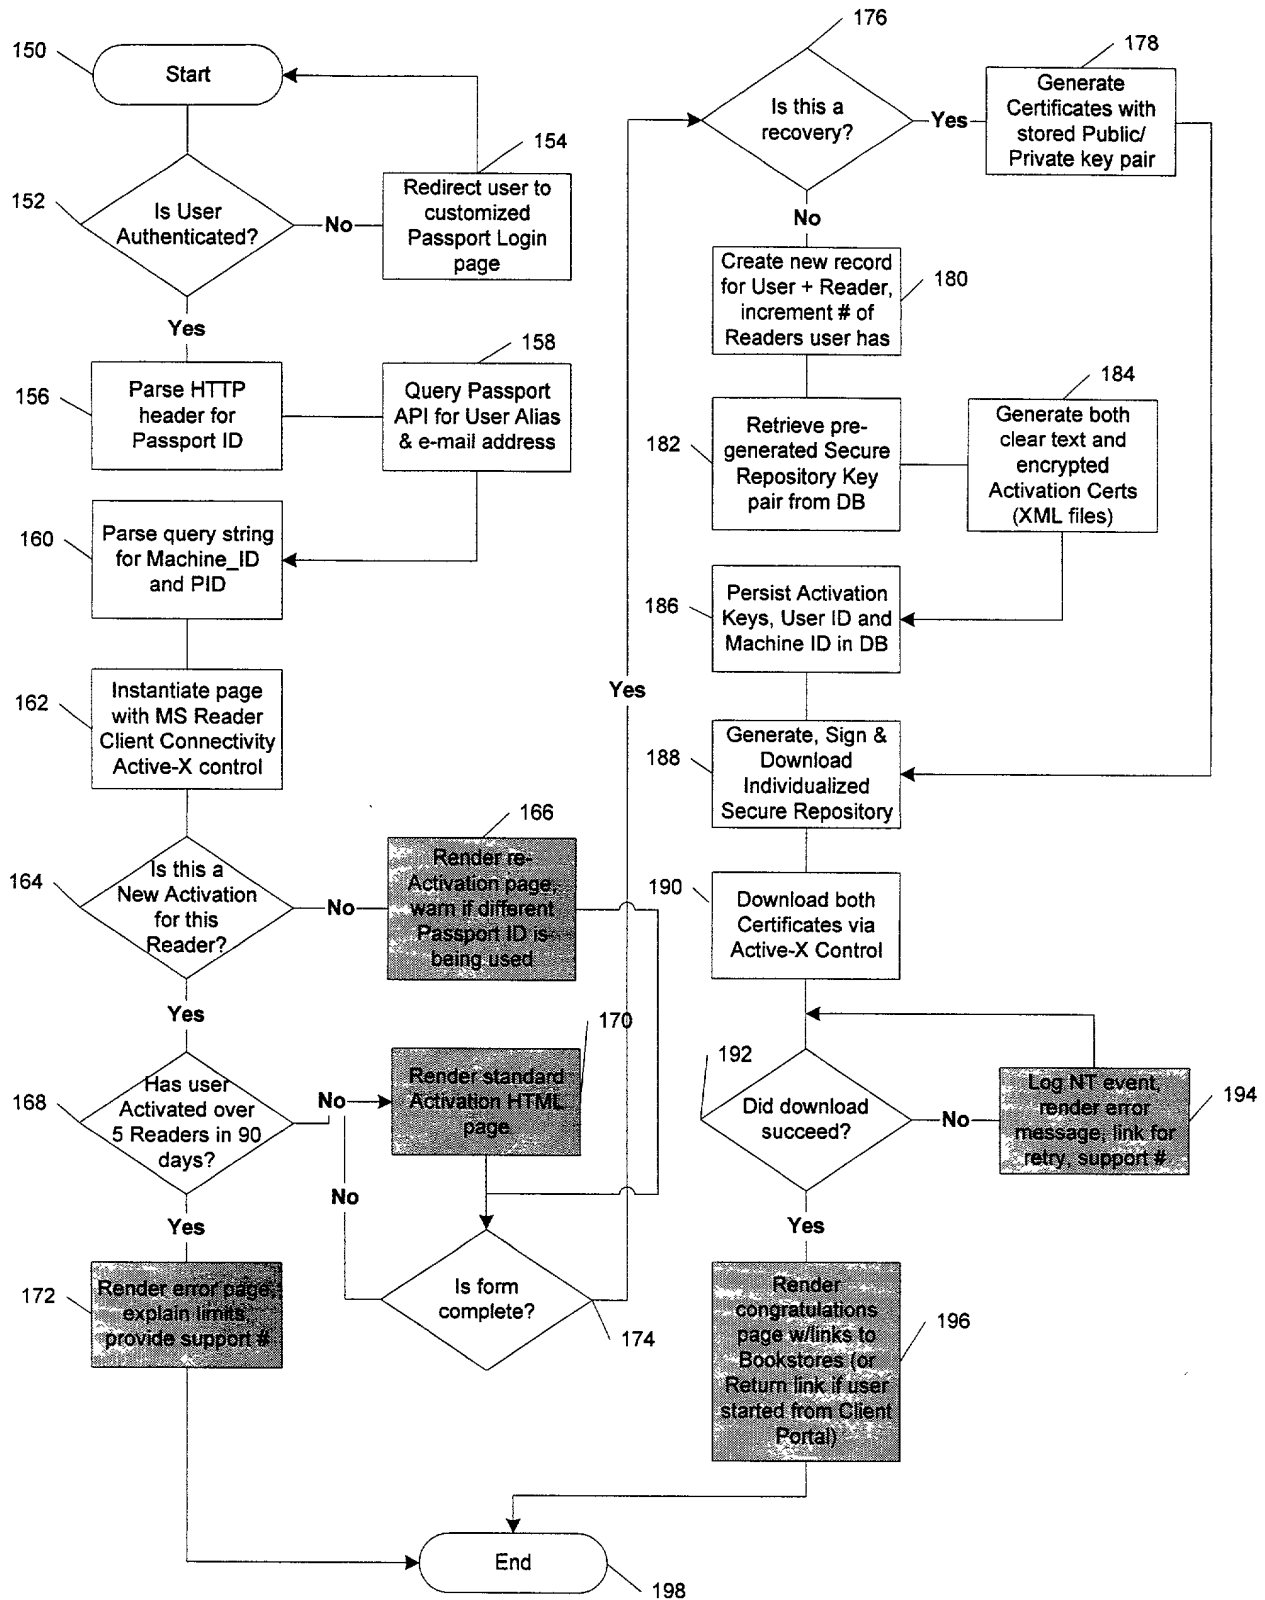 150
Start
152
Is User
Authenticated?
No
154
Redirect user to
customized
Passport Login
page
Yes
156
Parse HTTP
header for
Passport ID
158
Query Passport
API for User Alias
& e-mail address
160
Parse query string
for Machine_ID
and PID
162
Instantiate page
with MS Reader
Client Connectivity
Active-X control
164
Is this a
New Activation
for this
Reader?
No
166
Render re-
Activation page,
warn if different
Passport ID is
being used
Yes
168
Has user
Activated over
5 Readers in 90
days?
No
170
Render standard
Activation HTML
page
No
Yes
172
Render error page,
explain limits,
provide support #
Is form
complete?
174
Yes
176
Is this a
recovery?
Yes
178
Generate
Certificates with
stored Public/
Private key pair
No
180
Create new record
for User + Reader,
increment # of
Readers user has
182
Retrieve pre-
generated Secure
Repository Key
pair from DB
184
Generate both
clear text and
encrypted
Activation Certs
(XML files)
186
Persist Activation
Keys, User ID and
Machine ID in DB
188
Generate, Sign &
Download
Individualized
Secure Repository
190
Download both
Certificates via
Active-X Control
192
Did download
succeed?
No
194
Log NT event,
render error
message, link for
retry, support #
Yes
196
Render
congratulations
page w/links to
Bookstores (or
Return link if user
started from Client
Portal)
End
198